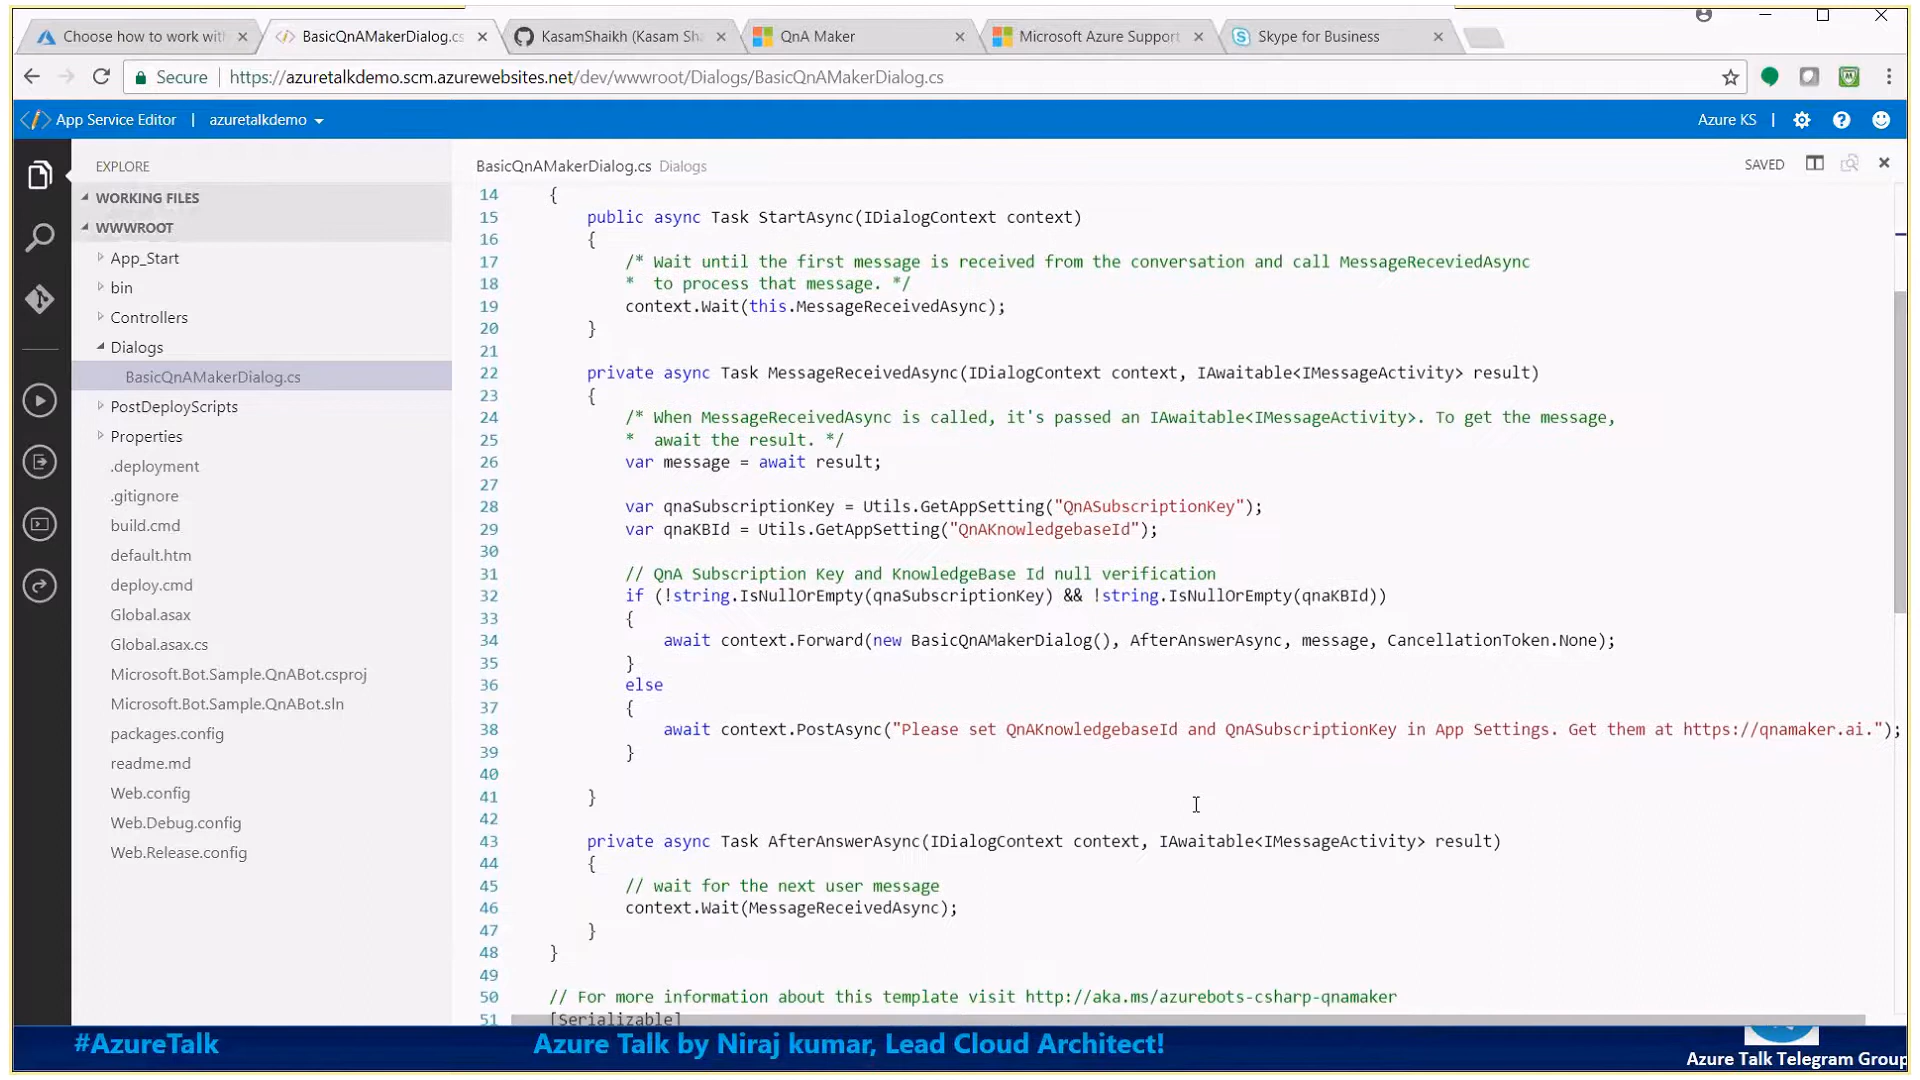 Choose how to work with
BasicQnAMakerDialog.cs
KasamShaikh (Kasam Sha
QnA Maker
Microsoft Azure Support
Skype for Business
Secure
https://azuretalkdemo.scm.azurewebsites.net/dev/wwwroot/Dialogs/BasicQnAMakerDialog.cs
App Service Editor | azuretalkdemo
Azure KS |
EXPLORE
WORKING FILES
WWWROOT
App_Start
bin
Controllers
Dialogs
BasicQnAMakerDialog.cs
PostDeployScripts
Properties
.deployment
.gitignore
build.cmd
default.htm
deploy.cmd
Global.asax
Global.asax.cs
Microsoft.Bot.Sample.QnABot.csproj
Microsoft.Bot.Sample.QnABot.sln
packages.config
readme.md
Web.config
Web.Debug.config
Web.Release.config
BasicQnAMakerDialog.cs Dialogs
SAVED
14 {
15 public async Task StartAsync(IDialogContext context)
16 {
17 /* Wait until the first message is received from the conversation and call MessageReceviedAsync
18 * to process that message. */
19 context.Wait(this.MessageReceivedAsync);
20 }
21
22 private async Task MessageReceivedAsync(IDialogContext context, IAwaitable<IMessageActivity> result)
23 {
24 /* When MessageReceivedAsync is called, it's passed an IAwaitable<IMessageActivity>. To get the message,
25 * await the result. */
26 var message = await result;
27
28 var qnaSubscriptionKey = Utils.GetAppSetting("QnASubscriptionKey");
29 var qnaKBId = Utils.GetAppSetting("QnAKnowledgebaseId");
30
31 // QnA Subscription Key and KnowledgeBase Id null verification
32 if (!string.IsNullOrEmpty(qnaSubscriptionKey) && !string.IsNullOrEmpty(qnaKBId))
33 {
34 await context.Forward(new BasicQnAMakerDialog(), AfterAnswerAsync, message, CancellationToken.None);
35 }
36 else
37 {
38 await context.PostAsync("Please set QnAKnowledgebaseId and QnASubscriptionKey in App Settings. Get them at https://qnamaker.ai.");
39 }
40
41 }
42
43 private async Task AfterAnswerAsync(IDialogContext context, IAwaitable<IMessageActivity> result)
44 {
45 // wait for the next user message
46 context.Wait(MessageReceivedAsync);
47 }
48 }
49
50 // For more information about this template visit http://aka.ms/azurebots-csharp-qnamaker
51 [Serializable]
#AzureTalk
Azure Talk by Niraj kumar, Lead Cloud Architect!
Azure Talk Telegram Group